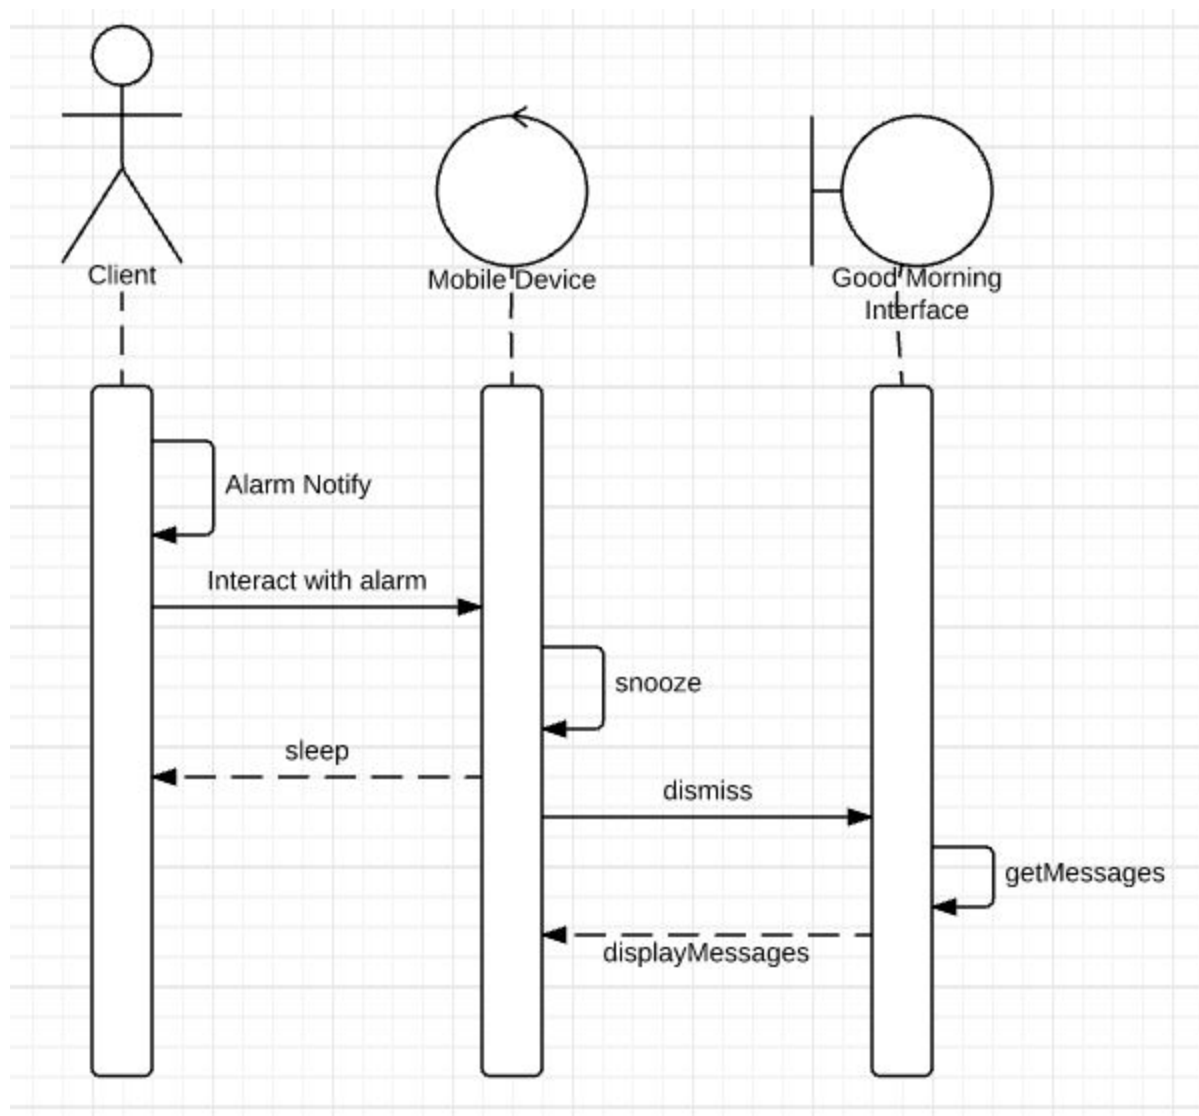 Client
Mobile Device
Good Morning
Interface
Alarm Notify
Interact with alarm
snooze
sleep
dismiss
getMessages
displayMessages